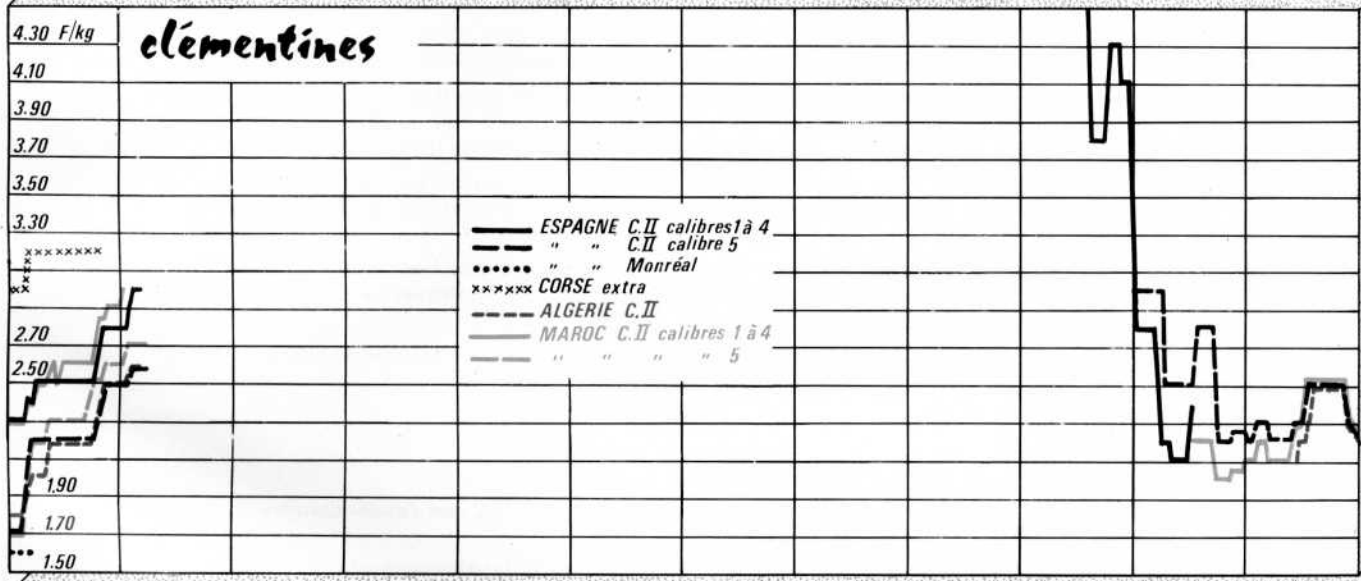 4.30 F/kg
clémentines
4.10
3.90
3.70
3.50
3.30
2.70
2.50
1.90
1.70
1.50
ESPAGNE C.II calibres 1 à 4
" " C.II calibre 5
" " Monréal
CORSE extra
ALGERIE C.II
MAROC C.II calibres 1 à 4
" " " " 5